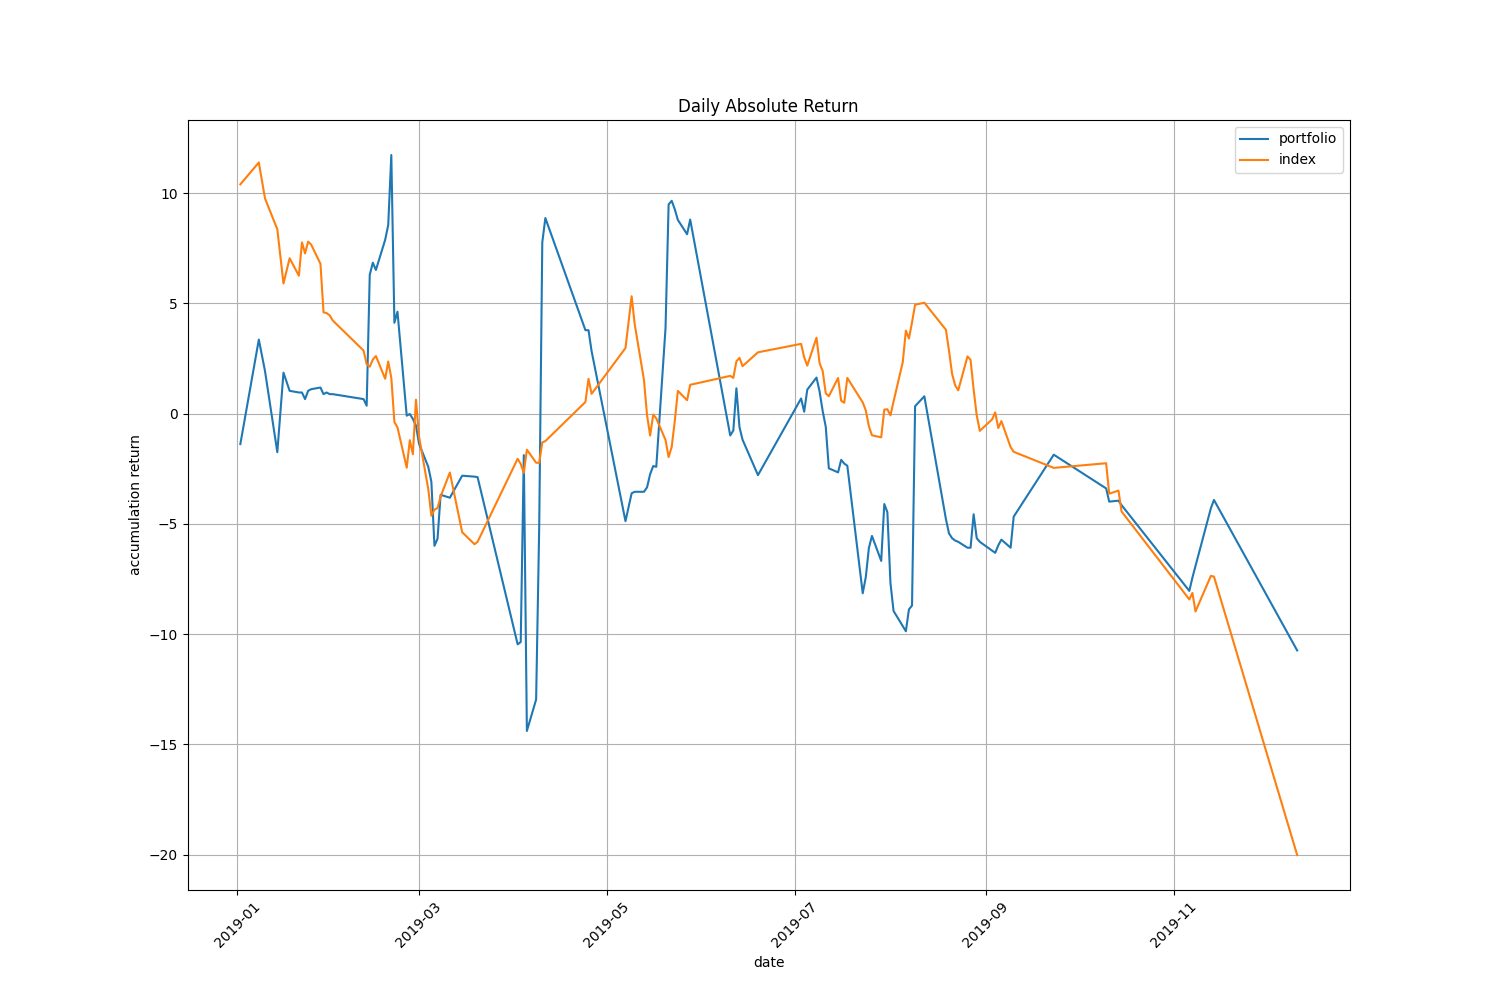 Daily Absolute Return
portfolio
index
accumulation return
10
5
0
−5
−10
−15
−20
2019-01
2019-03
2019-05
2019-07
2019-09
2019-11
date